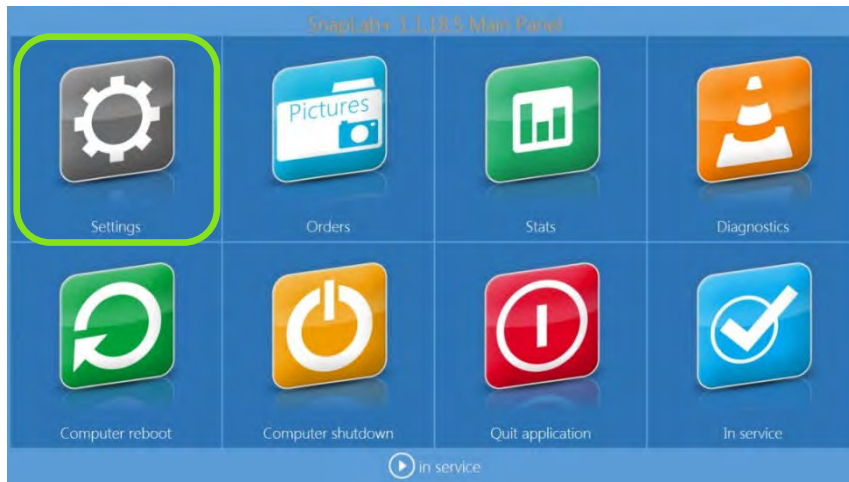 SnapLab+ 1.1.18.5 Main Panel
Pictures
Settings
Orders
Stats
Diagnostics
Computer reboot
Computer shutdown
Quit application
In service
in service